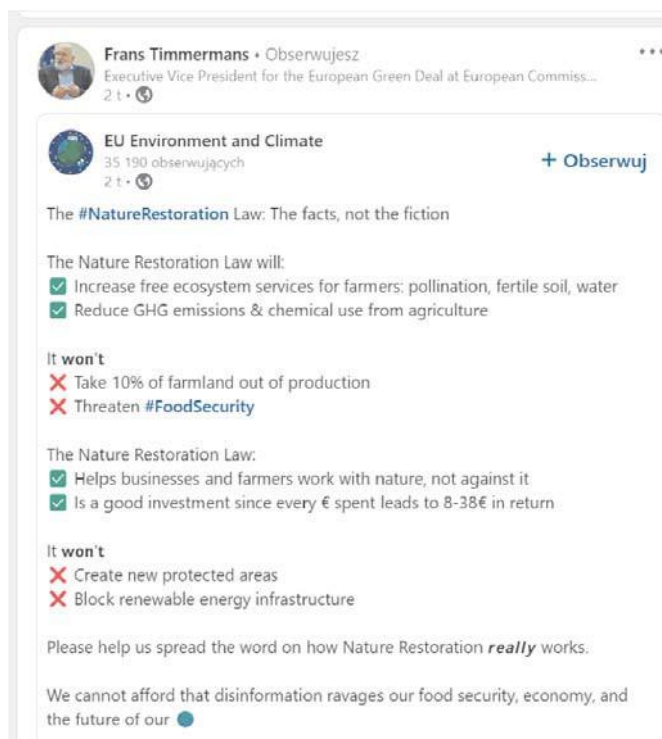 Frans Timmermans • Obserwujesz
Executive Vice President for the European Green Deal at European Commiss...
2 t •
EU Environment and Climate
35 190 obserwujących
2 t •
+ Obserwuj
The #NatureRestoration Law: The facts, not the fiction
The Nature Restoration Law will:
✅ Increase free ecosystem services for farmers: pollination, fertile soil, water
✅ Reduce GHG emissions & chemical use from agriculture
It won't
❌ Take 10% of farmland out of production
❌ Threaten #FoodSecurity
The Nature Restoration Law:
✅ Helps businesses and farmers work with nature, not against it
✅ Is a good investment since every € spent leads to 8-38€ in return
It won't
❌ Create new protected areas
❌ Block renewable energy infrastructure
Please help us spread the word on how Nature Restoration really works.
We cannot afford that disinformation ravages our food security, economy, and
the future of our